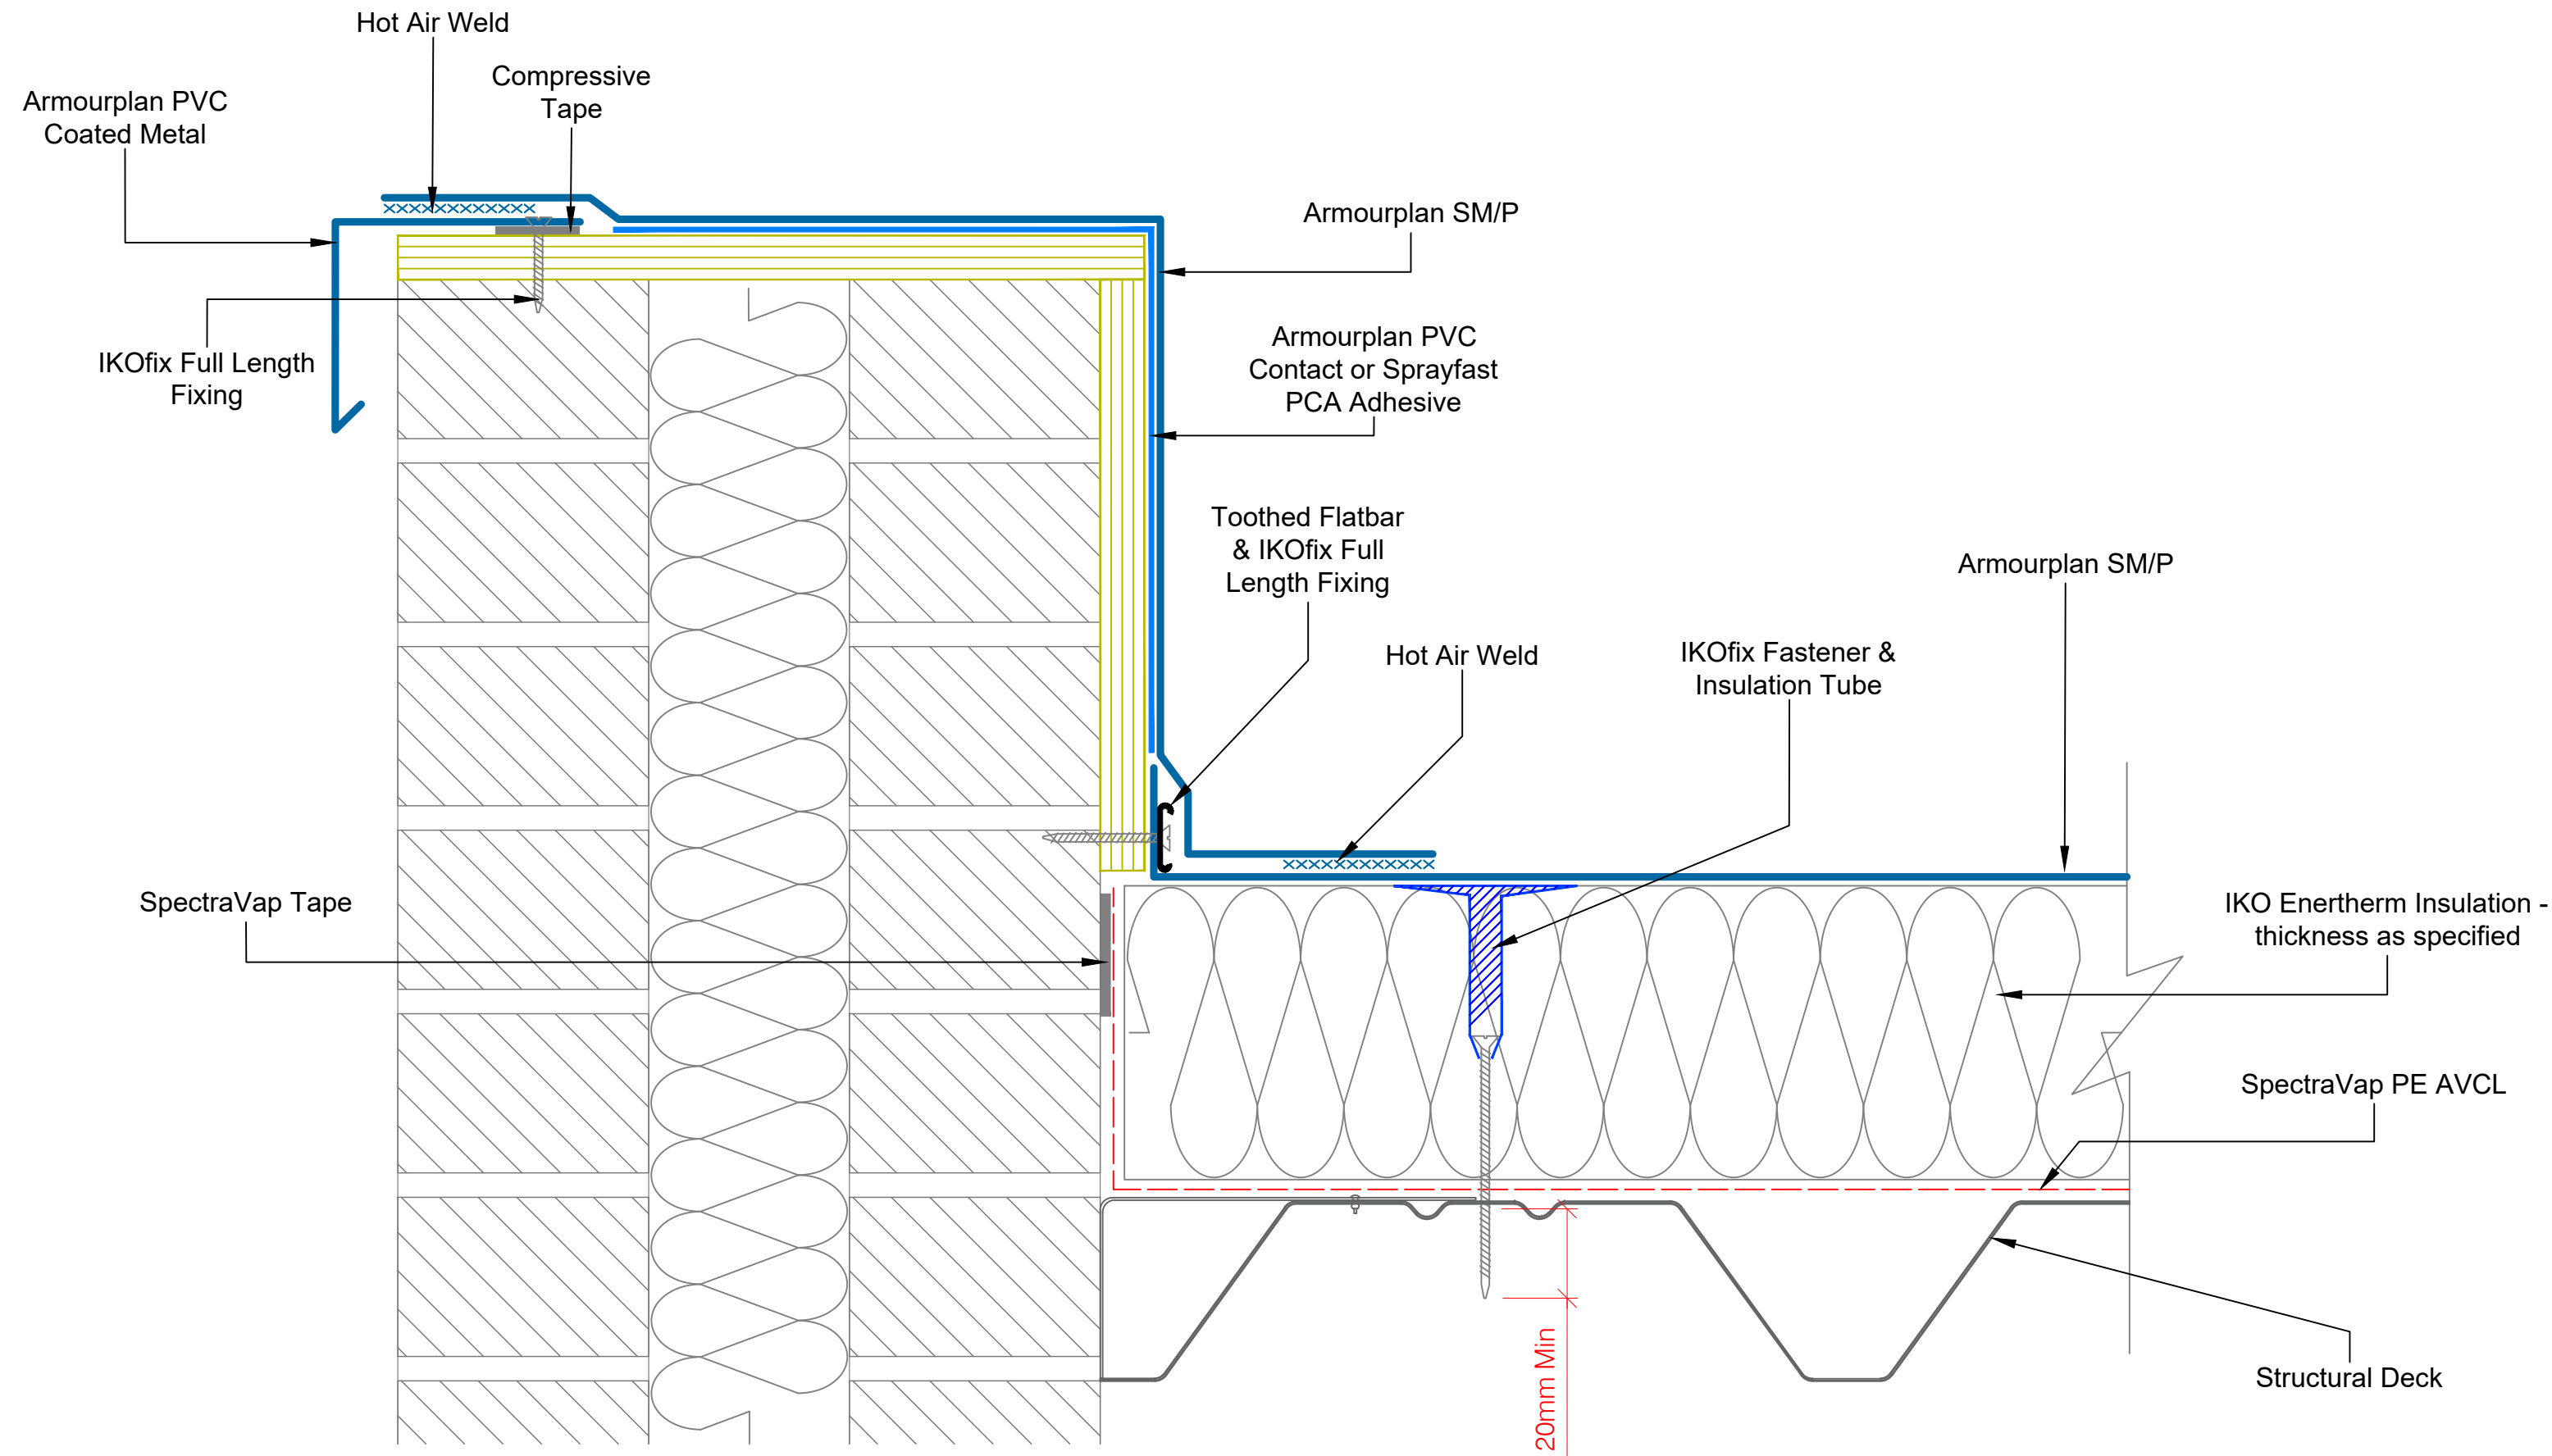 Hot Air Weld
Compressive
Tape
Armourplan PVC
Coated Metal
Armourplan SM/P
IKOfix Full Length
Fixing
Armourplan PVC
Contact or Sprayfast
PCA Adhesive
Toothed Flatbar
& IKOfix Full
Length Fixing
Armourplan SM/P
Hot Air Weld
IKOfix Fastener &
Insulation Tube
SpectraVap Tape
IKO Enertherm Insulation -
thickness as specified
SpectraVap PE AVCL
20mm Min
Structural Deck